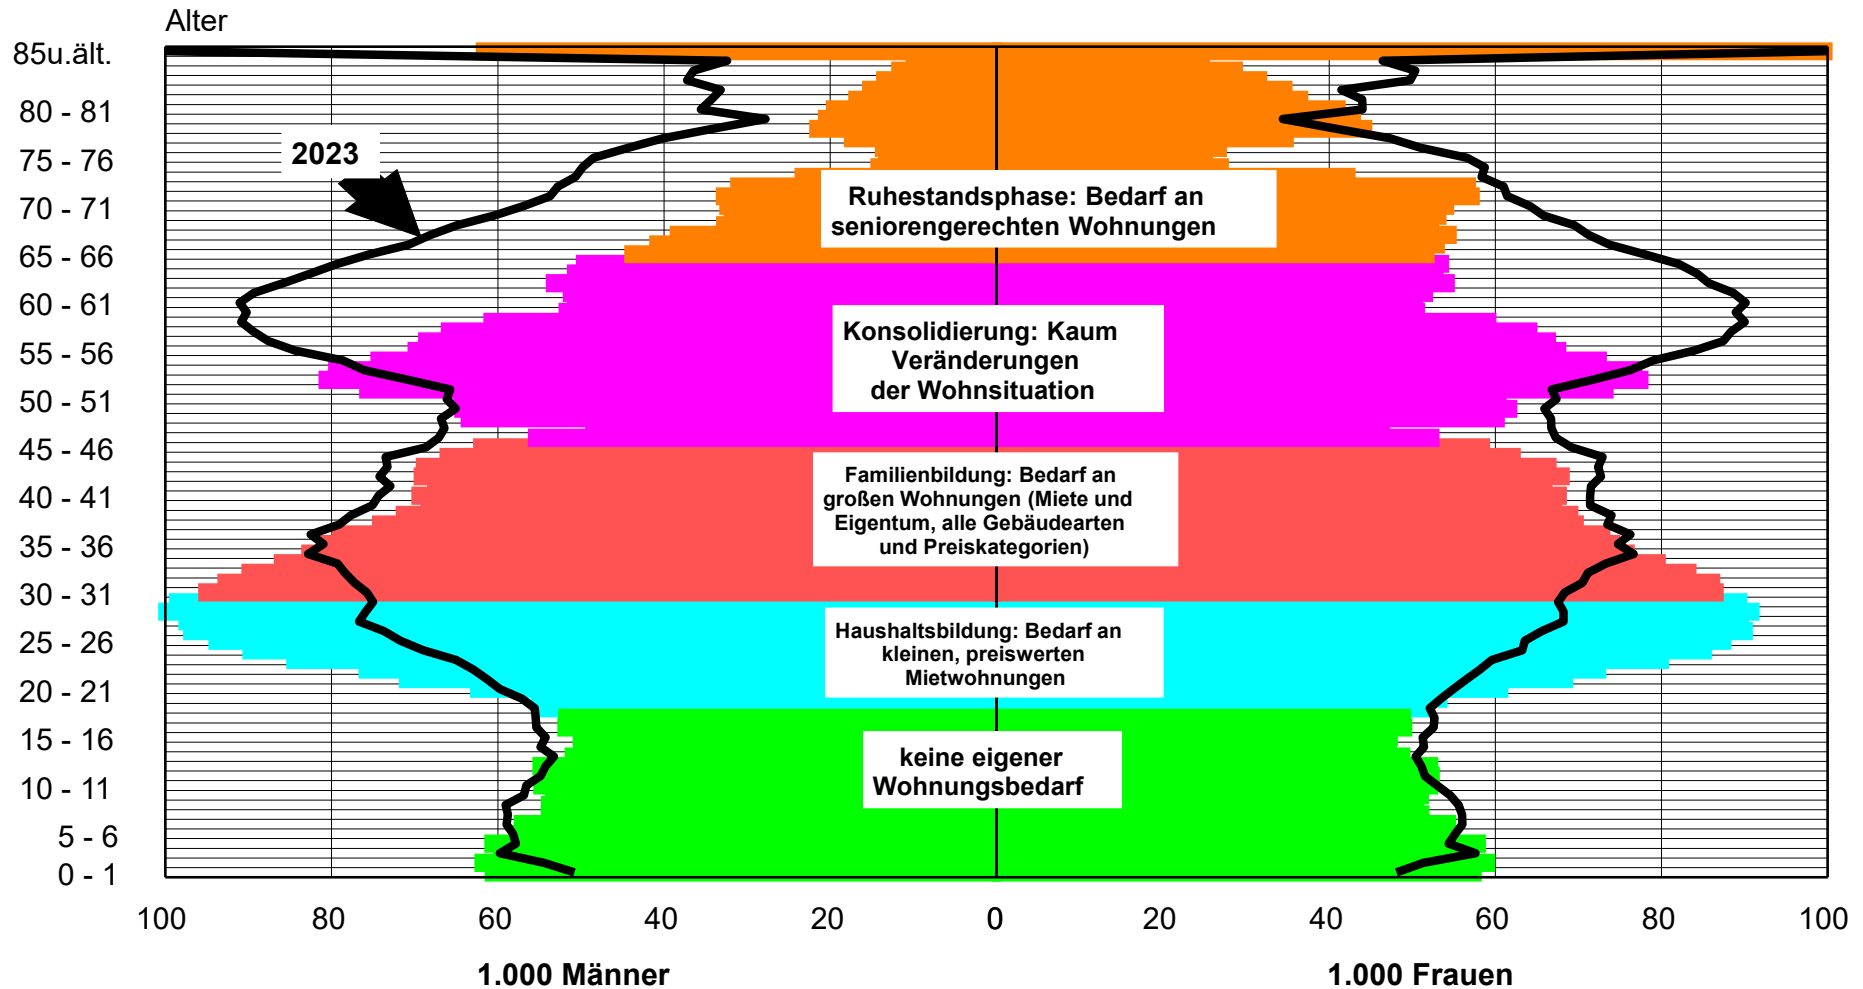 Alter
85u.ält.
80 - 81
2023
75 - 76
Ruhestandsphase: Bedarf an
seniorengerechten Wohnungen
70 - 71
65 - 66
60 - 61
Konsolidierung: Kaum
Veränderungen
der Wohnsituation
55 - 56
50 - 51
45 - 46
Familienbildung: Bedarf an
großen Wohnungen (Miete und
Eigentum, alle Gebäudearten
und Preiskategorien)
40 - 41
35 - 36
30 - 31
Haushaltsbildung: Bedarf an
kleinen, preiswerten
Mietwohnungen
25 - 26
20 - 21
15 - 16
keine eigener
Wohnungsbedarf
10 - 11
5 - 6
0 - 1
100 80 60 40 20 0 20 40 60 80 100
1.000 Männer 1.000 Frauen